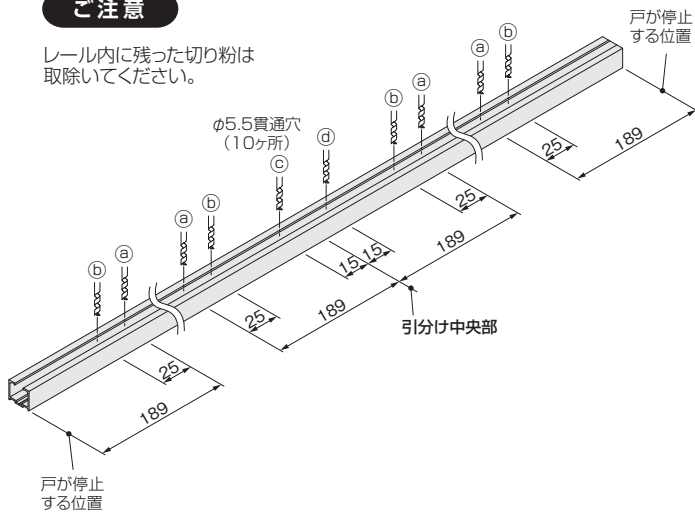 ご注意
レール内に残った切り粉は
取除いてください。
戸が停止
する位置
ⓑ
ⓐ
ⓐ
ⓑ
φ5.5貫通穴
（10ヶ所）
ⓒ
ⓓ
ⓑ
ⓐ
ⓐ
ⓑ
25
189
25
189
15
15
引分け中央部
25
189
25
189
戸が停止
する位置